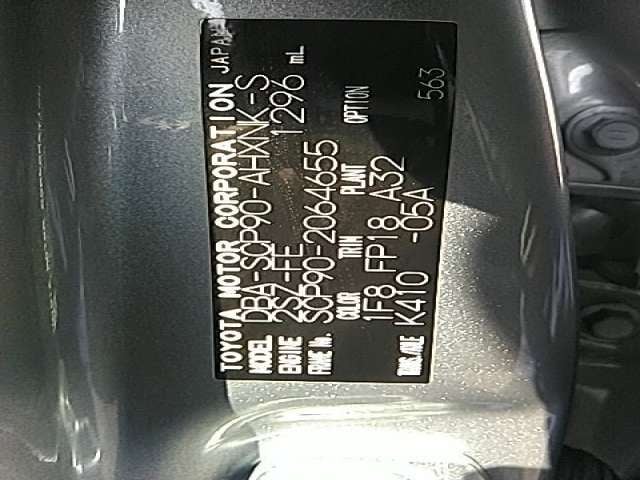 TOYOTA MOTOR CORPORATION JAPAN
MODEL DBA-SCP90-AHXNK-S
ENGINE 2SZ-FE 1296 mL
FRAME No. SCP90-2064655
COLOR TRIM PLANT OPTION
1F8 FP18 A32
TRANS./AXLE K410 -05A 563